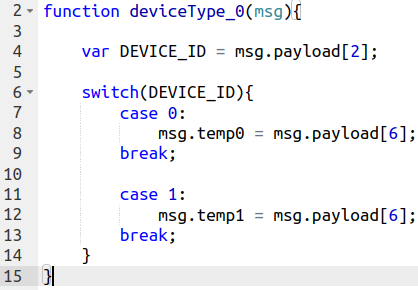 2 function deviceType_0(msg){
3
4     var DEVICE_ID = msg.payload[2];
5
6     switch(DEVICE_ID){
7         case 0:
8             msg.temp0 = msg.payload[6];
9         break;
10
11         case 1:
12             msg.temp1 = msg.payload[6];
13         break;
14     }
15 }